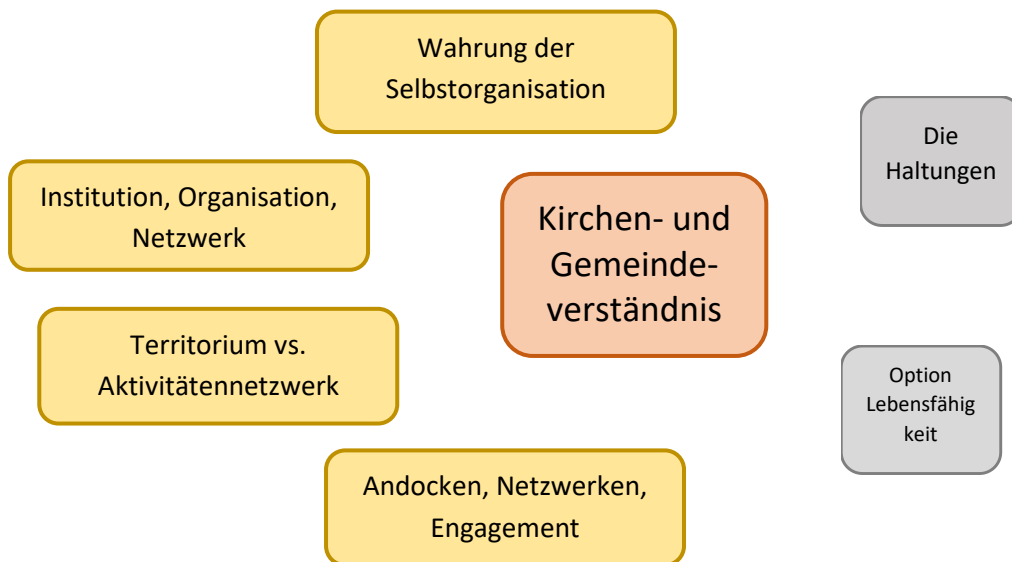 Wahrung der
Selbstorganisation
Die
Haltungen
Institution, Organisation,
Netzwerk
Kirchen- und
Gemeinde-
verständnis
Territorium vs.
Aktivitätennetzwerk
Option
Lebensfähig
keit
Andocken, Netzwerken,
Engagement